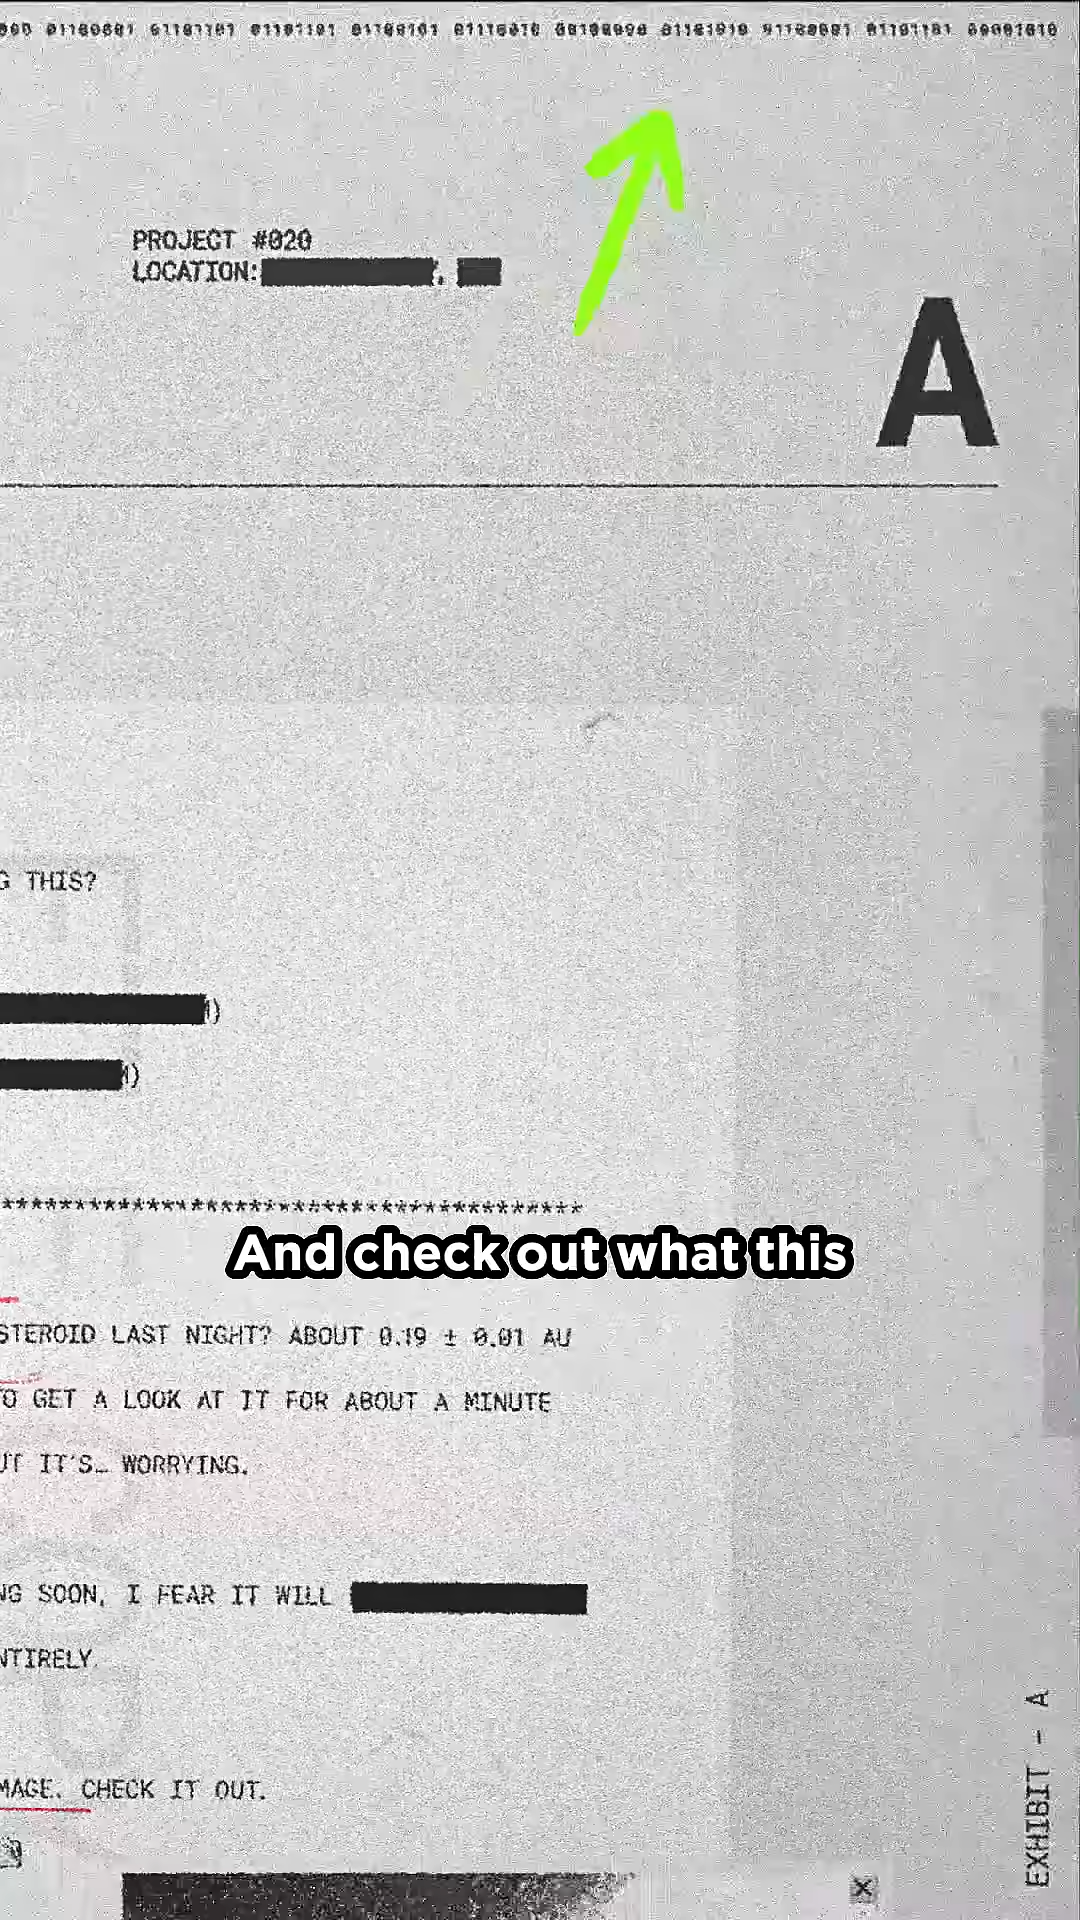 PROJECT #020
LOCATION:
A
G THIS?
*****************************************
And check out what this
STEROID LAST NIGHT? ABOUT 0.19 ± 0.01 AU
TO GET A LOOK AT IT FOR ABOUT A MINUTE
UT IT'S… WORRYING.
NG SOON, I FEAR IT WILL
NTIRELY.
MAGE. CHECK IT OUT.
EXHIBIT - A